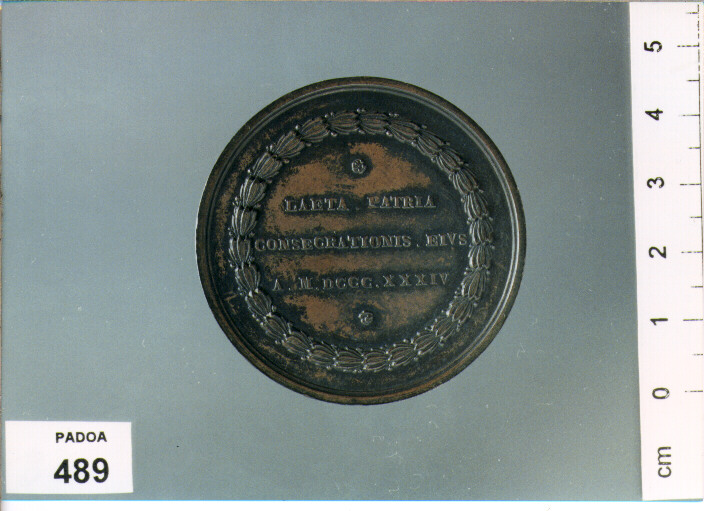 LAETA . PATRIA
CONSECRATIONIS . EIVS
A . M . DCCC . XXXIV
PADOA
489
5
4
3
2
1
0
cm